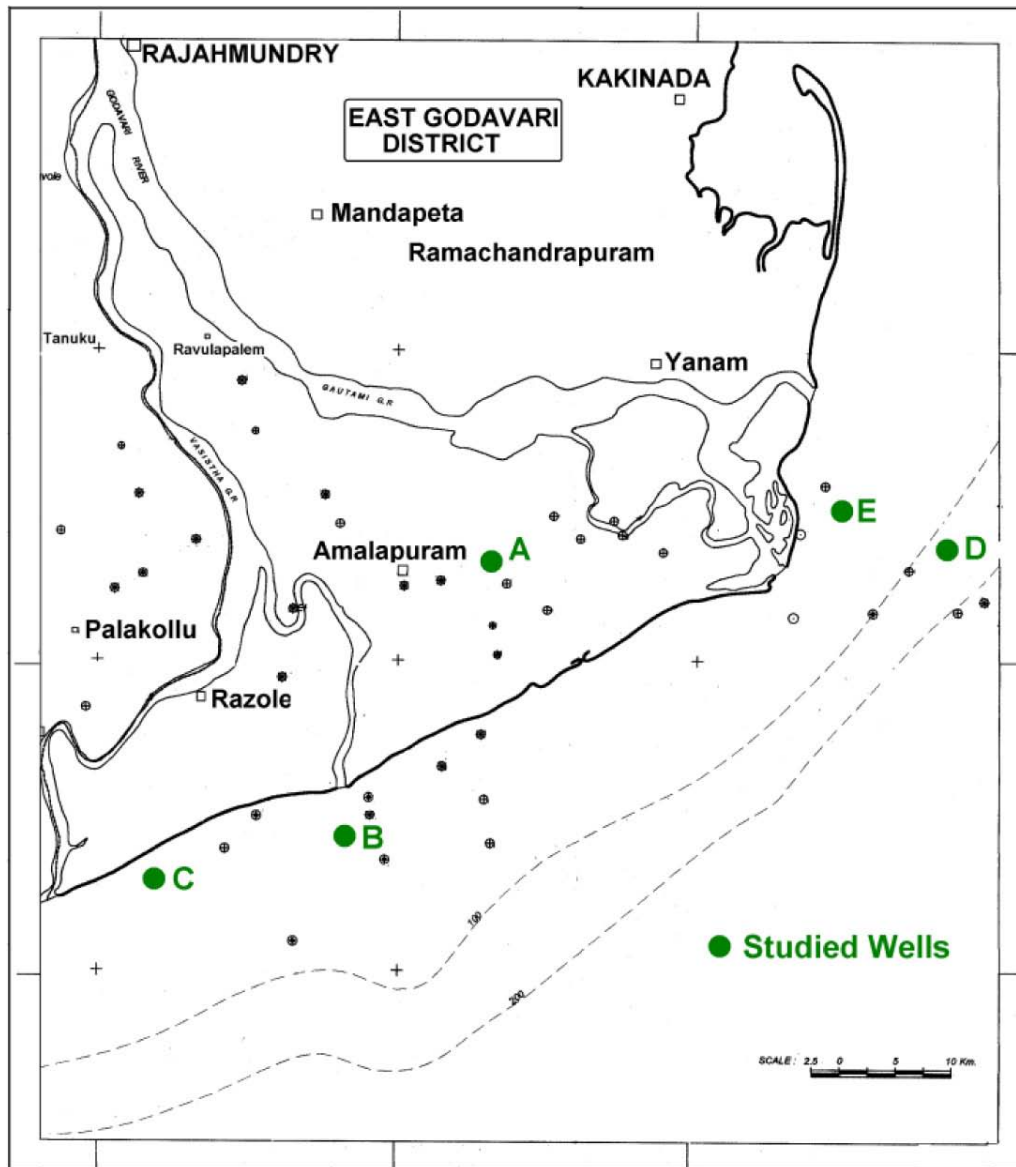 RAJAHMUNDRY
KAKINADA
EAST GODAVARI
DISTRICT
GODAVARI
RIVER
vole
Mandapeta
Ramachandrapuram
Tanuku
Ravulapalem
Yanam
GAUTAMI G.R
VASISTHA G.R
E
A
D
Amalapuram
Palakollu
Razole
B
C
100
Studied Wells
200
SCALE : 2.5 0 5 10 Km.